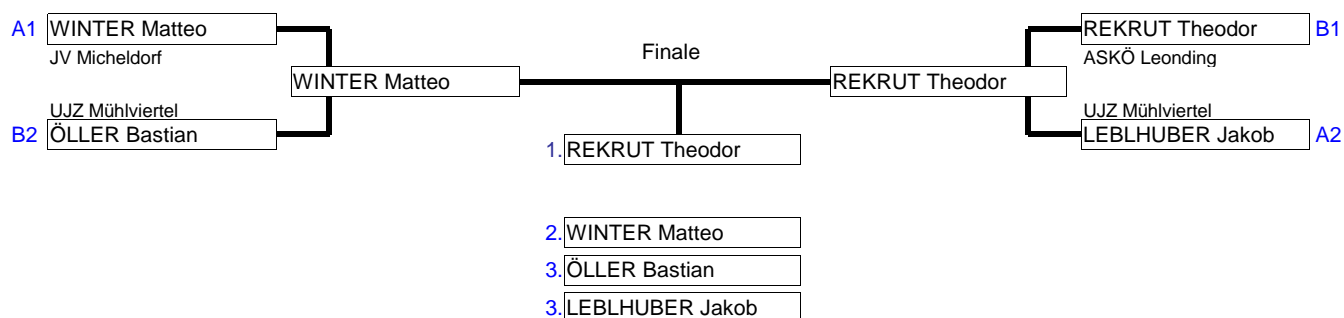 A1 WINTER Matteo
JV Micheldorf
WINTER Matteo
UJZ Mühlviertel
B2 ÖLLER Bastian
Finale
REKRUT Theodor B1
ASKÖ Leonding
REKRUT Theodor
UJZ Mühlviertel
LEBLHUBER Jakob A2
1. REKRUT Theodor
2. WINTER Matteo
3. ÖLLER Bastian
3. LEBLHUBER Jakob